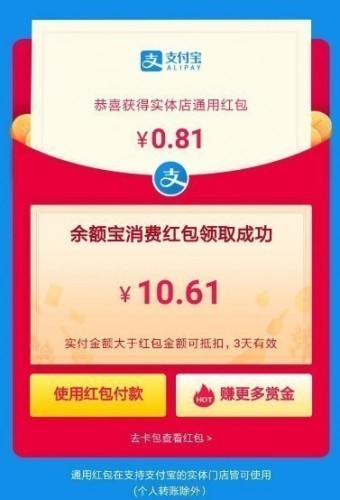 支付宝
ALIPAY
恭喜获得实体店通用红包
¥0.81
支
余额宝消费红包领取成功
¥ 10.61
实付金额大于红包金额可抵扣，3天有效
使用红包付款
HOT 赚更多赏金
去卡包查看红包 >
通用红包在支持支付宝的实体门店皆可使用
(个人转账除外)